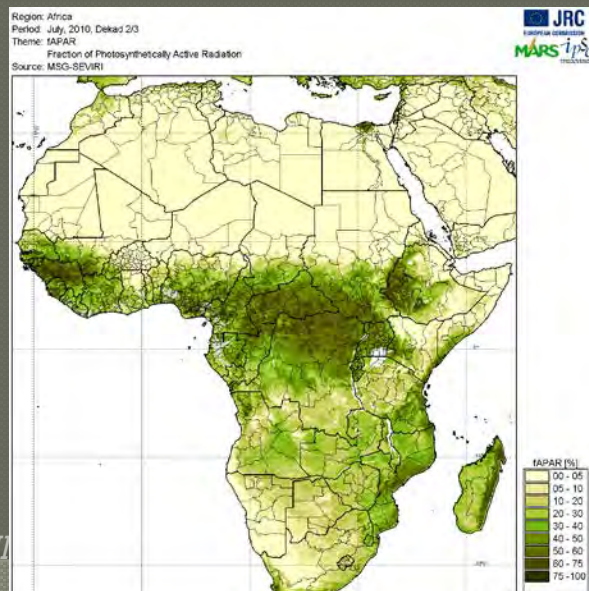 Region: Africa
Period: July, 2010, Dekad 2/3
Theme: fAPAR
Fraction of Photosynthetically Active Radiation
Source: MSG-SEVIRI
JRC
EUROPEAN COMMISSION
MARS
fAPAR [%]
00 - 05
05 - 10
10 - 20
20 - 30
30 - 40
40 - 50
50 - 60
60 - 75
75 - 100